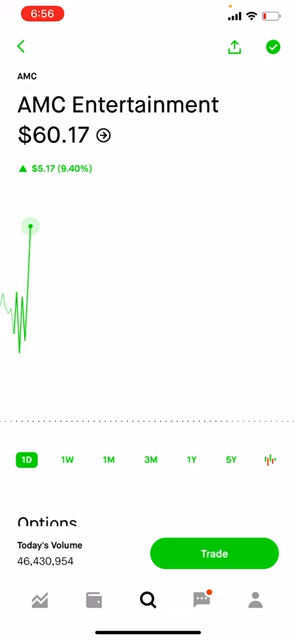 6:56
AMC
AMC Entertainment
$60.17
$5.17 (9.40%)
1D 1W 1M 3M 1Y 5Y
Options
Today's Volume
46,430,954
Trade